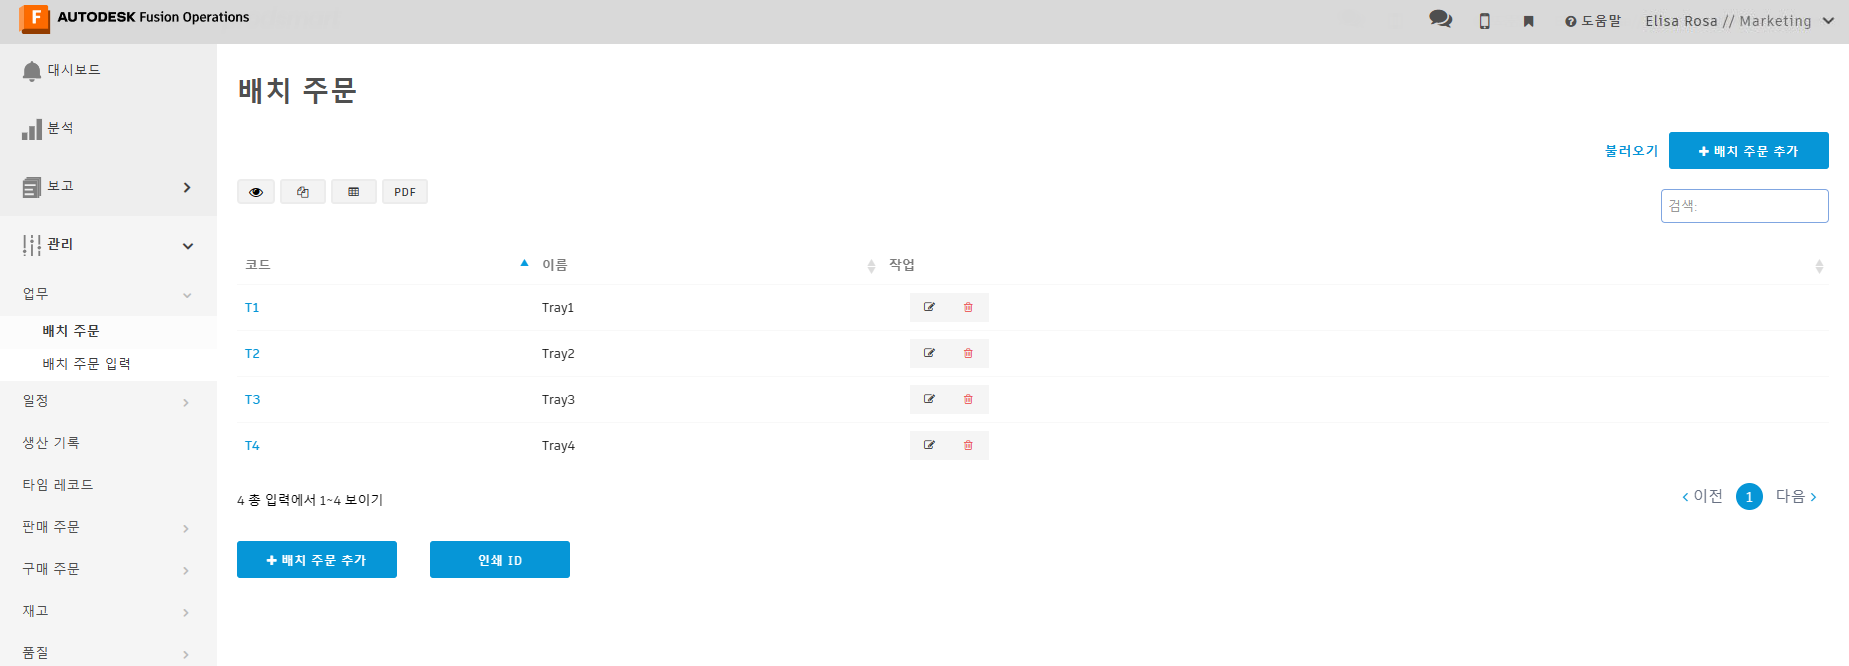 AUTODESK Fusion Operations
도움말
Elisa Rosa // Marketing
대시보드
분석
보고
관리
업무
배치 주문
배치 주문 입력
일정
생산 기록
타임 레코드
판매 주문
구매 주문
재고
품질
배치 주문
불러오기
배치 주문 추가
PDF
검색:
코드 이름 작업
T1 Tray1
T2 Tray2
T3 Tray3
T4 Tray4
4 총 입력에서 1~4 보이기
이전 1 다음
배치 주문 추가
인쇄 ID